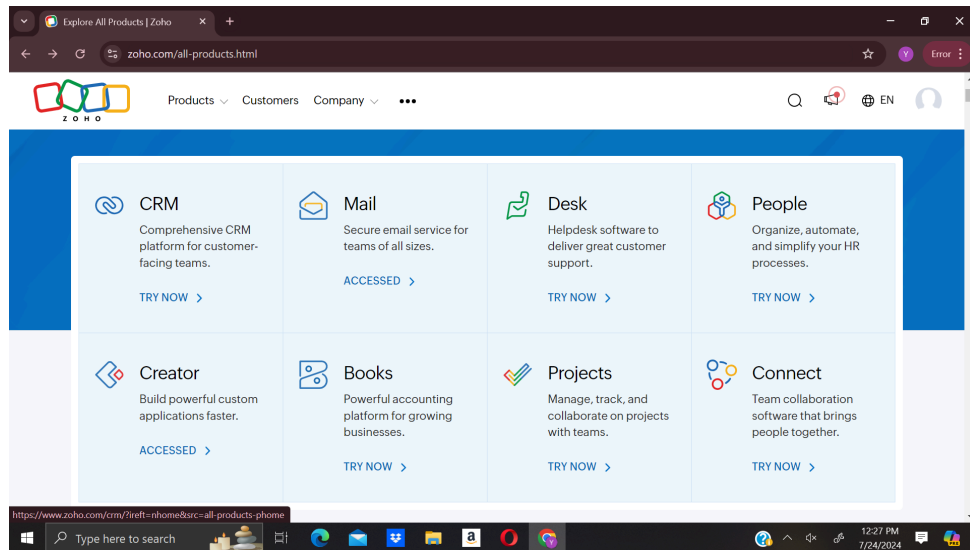 Explore All Products | Zoho
zoho.com/all-products.html
Y
Error
ZOHO
Products
Customers
Company
EN
CRM
Comprehensive CRM
platform for customer-
facing teams.
TRY NOW
Mail
Secure email service for
teams of all sizes.
ACCESSED
Desk
Helpdesk software to
deliver great customer
support.
TRY NOW
People
Organize, automate,
and simplify your HR
processes.
TRY NOW
Creator
Build powerful custom
applications faster.
ACCESSED
Books
Powerful accounting
platform for growing
businesses.
TRY NOW
Projects
Manage, track, and
collaborate on projects
with teams.
TRY NOW
Connect
Team collaboration
software that brings
people together.
TRY NOW
https://www.zoho.com/crm/?ireft=nhome&src=all-products-phome
Type here to search
a
12:27 PM
7/24/2024
PRE